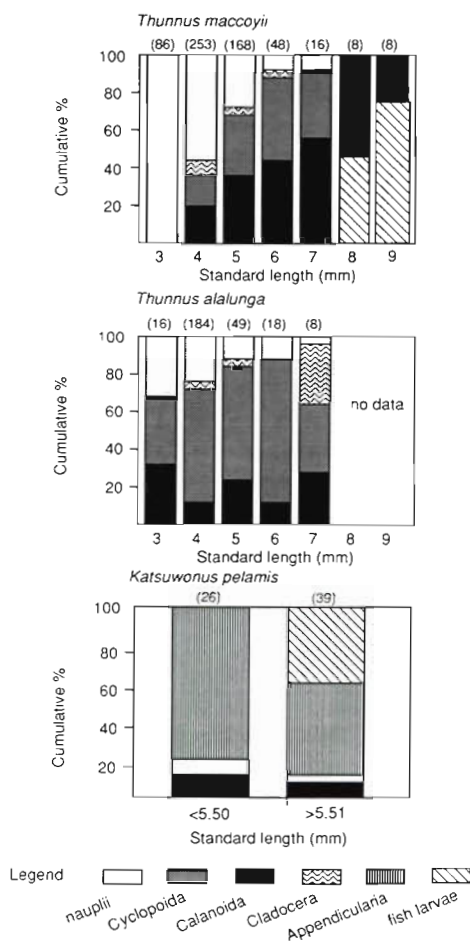 Thunnus maccoyii
(86) (253) (168) (48) (16) (8) (8)
100
80
60
40
20
Cumulative %
3 4 5 6 7 8 9
Standard length (mm)
Thunnus alalunga
(16) (184) (49) (18) (8)
100
80
60
40
20
Cumulative %
no data
3 4 5 6 7 8 9
Standard length (mm)
Katsuwonus pelamis
(26) (39)
100
80
60
40
20
Cumulative %
<5.50 >5.51
Standard length (mm)
Legend
nauplii
Cyclopoida
Calanoida
Cladocera
Appendicularia
fish larvae